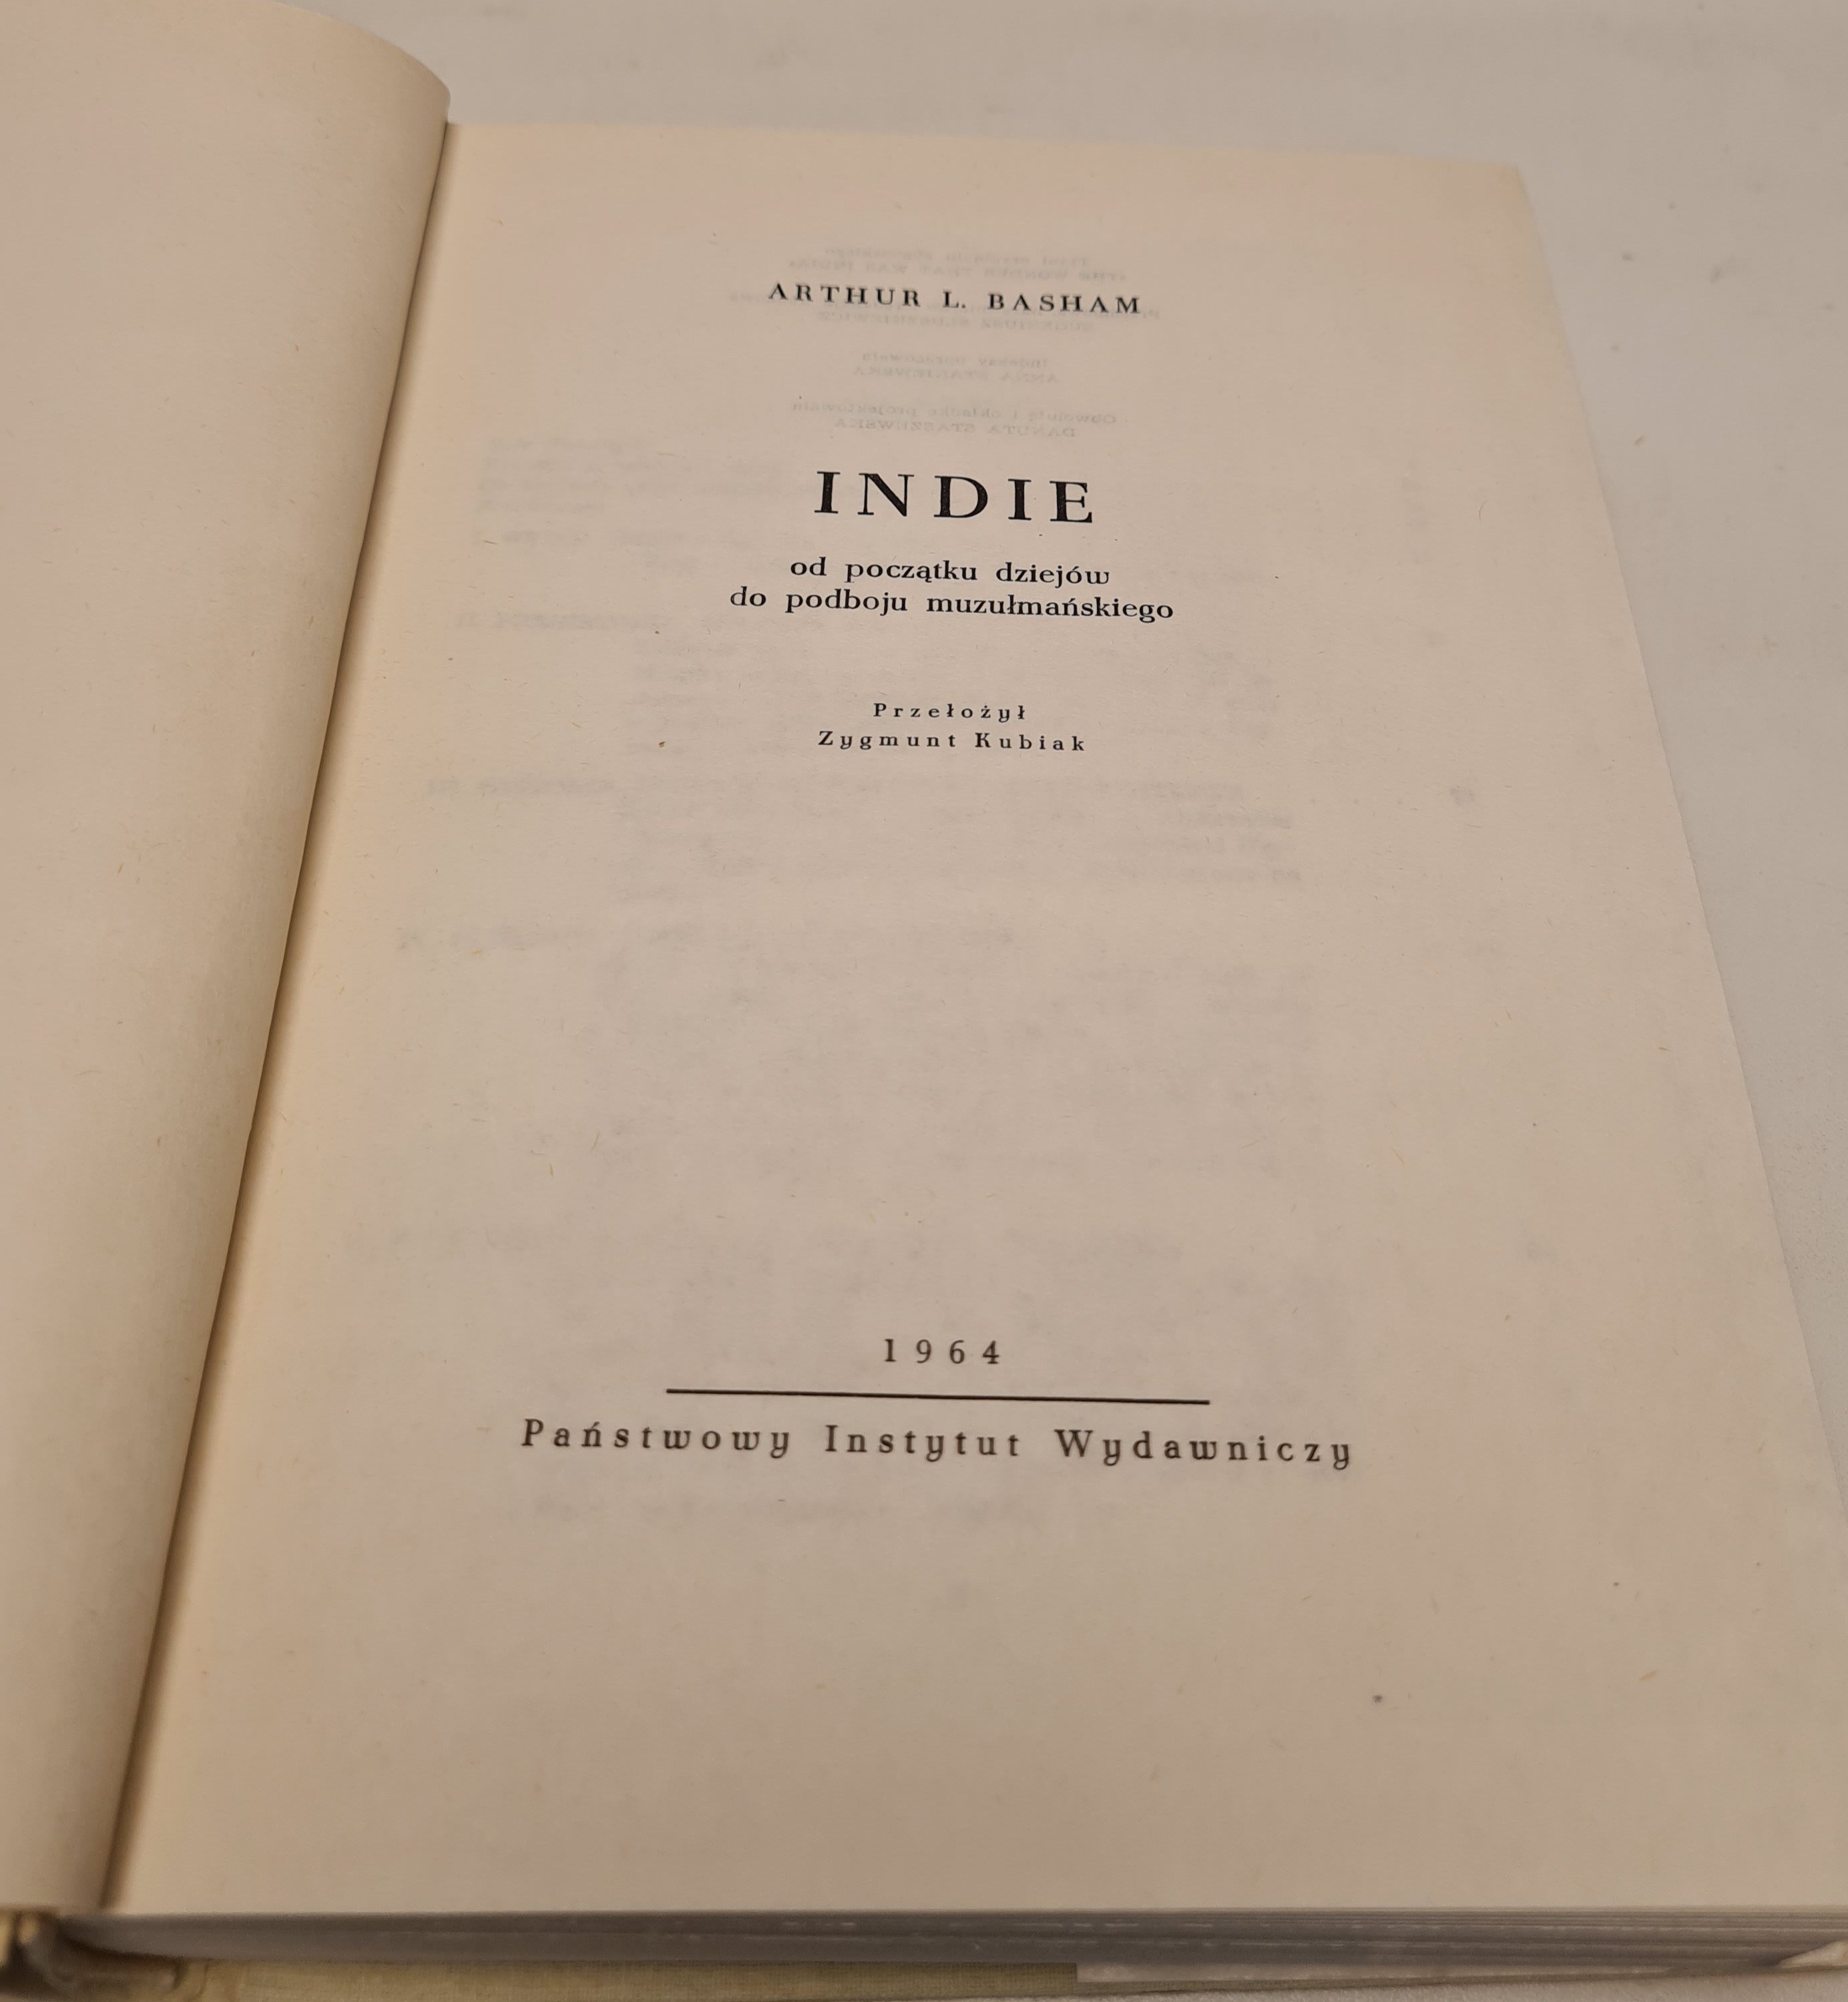 ARTHUR L. BASHAM
INDIE
od początku dziejów
do podboju muzułmańskiego
Przełożył
Zygmunt Kubiak
1964
Państwowy Instytut Wydawniczy